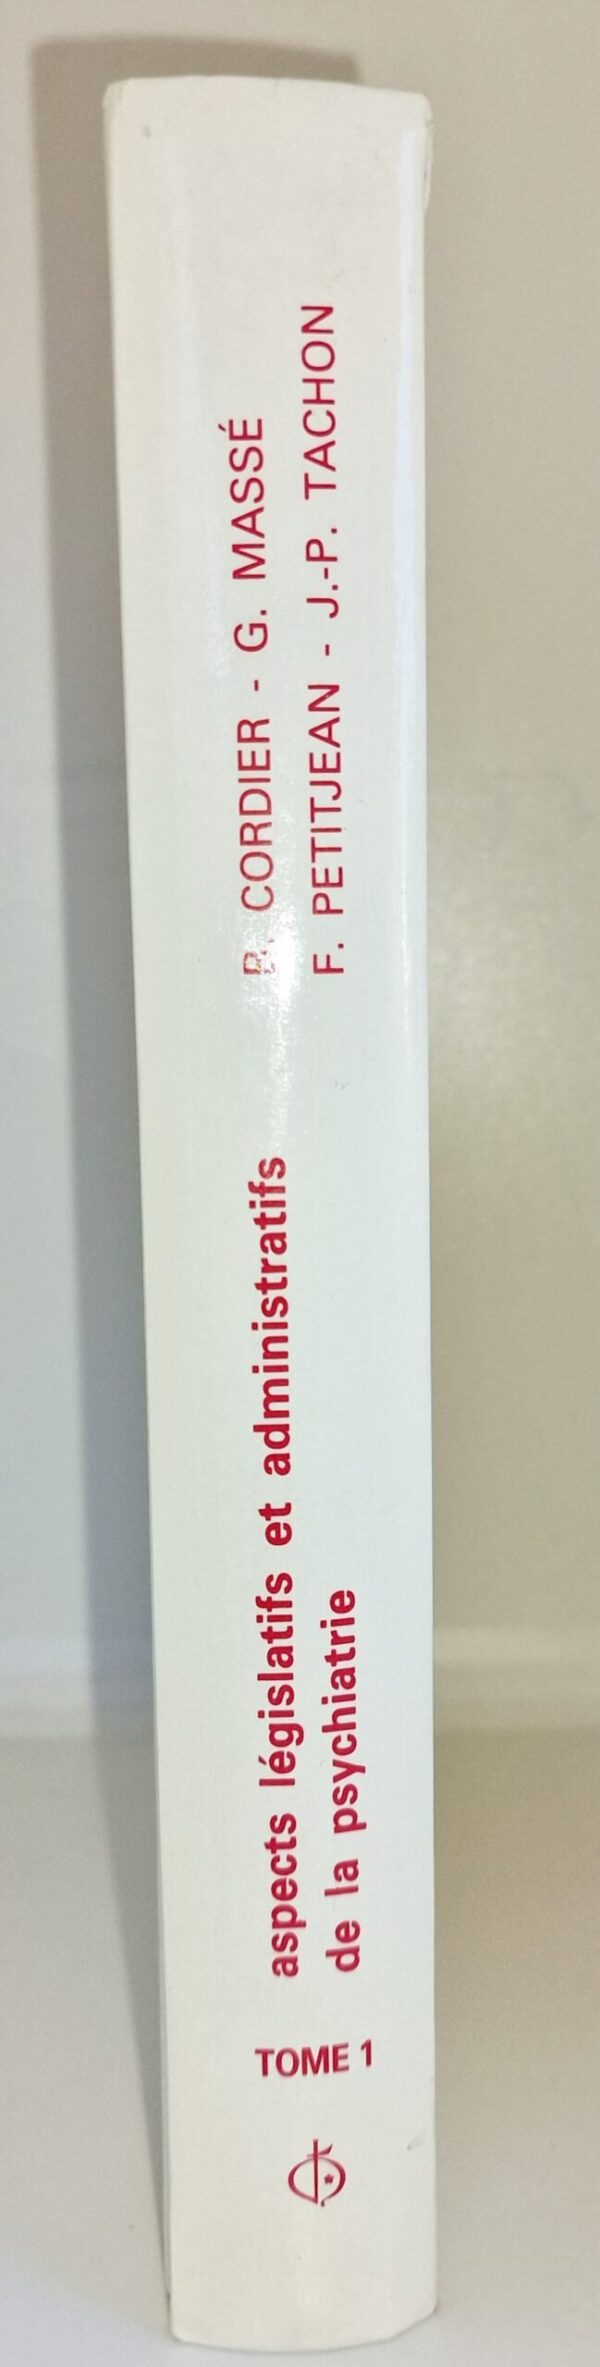 B. CORDIER - G. MASSÉ
F. PETITJEAN - J.-P. TACHON
aspects législatifs et administratifs
de la psychiatrie
TOME 1